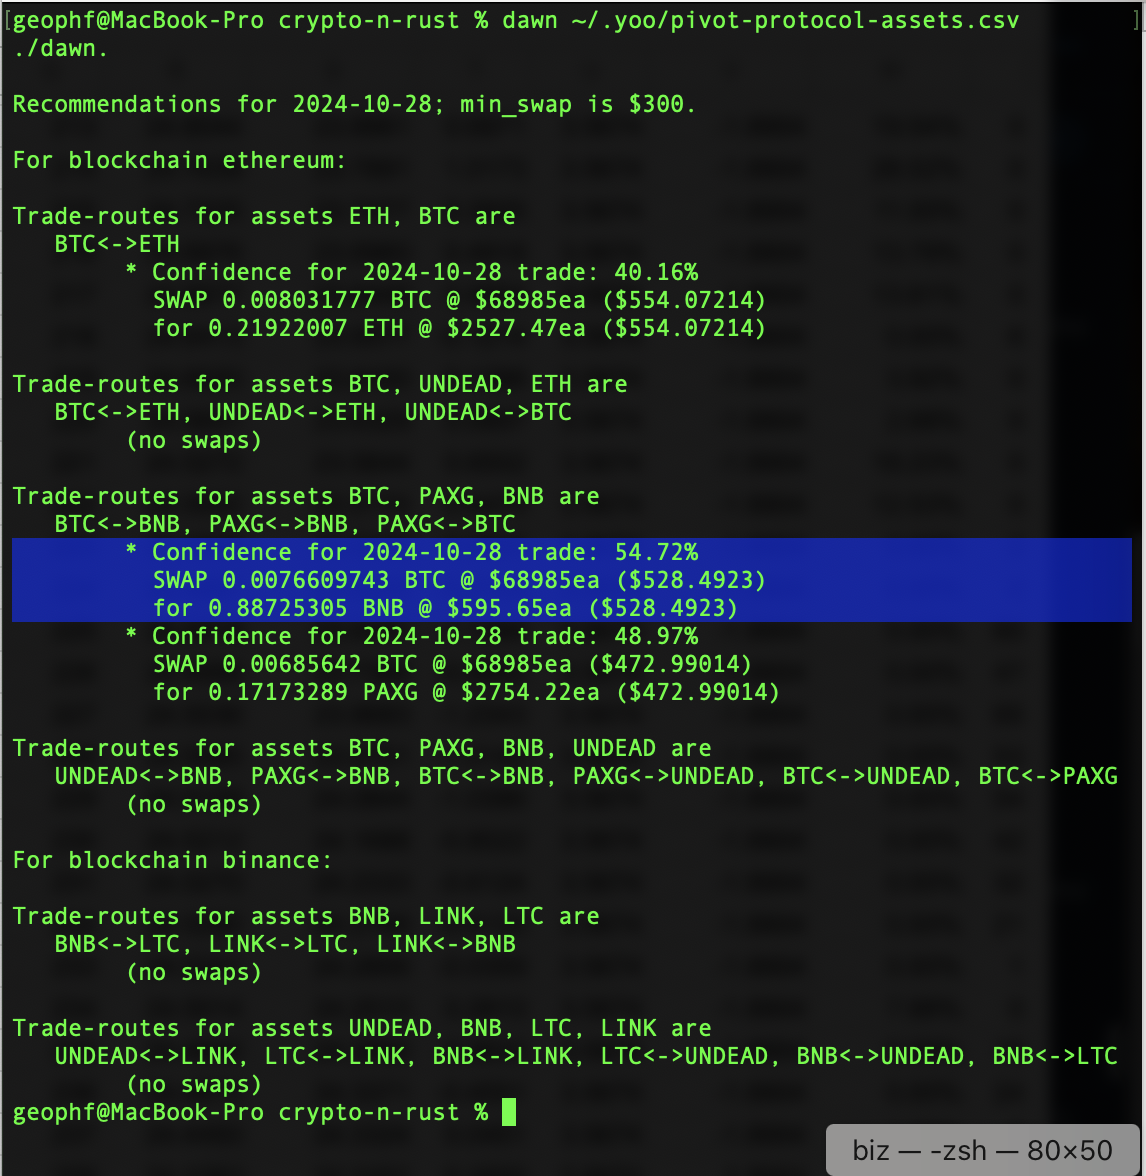 [geophf@MacBook-Pro crypto-n-rust % dawn ~/.yoo/pivot-protocol-assets.csv ]
./dawn.
Recommendations for 2024-10-28; min_swap is $300.
For blockchain ethereum:
Trade-routes for assets ETH, BTC are
BTC<->ETH
* Confidence for 2024-10-28 trade: 40.16%
SWAP 0.008031777 BTC @ $68985ea ($554.07214)
for 0.21922007 ETH @ $2527.47ea ($554.07214)
Trade-routes for assets BTC, UNDEAD, ETH are
BTC<->ETH, UNDEAD<->ETH, UNDEAD<->BTC
(no swaps)
Trade-routes for assets BTC, PAXG, BNB are
BTC<->BNB, PAXG<->BNB, PAXG<->BTC
* Confidence for 2024-10-28 trade: 54.72%
SWAP 0.0076609743 BTC @ $68985ea ($528.4923)
for 0.88725305 BNB @ $595.65ea ($528.4923)
* Confidence for 2024-10-28 trade: 48.97%
SWAP 0.00685642 BTC @ $68985ea ($472.99014)
for 0.17173289 PAXG @ $2754.22ea ($472.99014)
Trade-routes for assets BTC, PAXG, BNB, UNDEAD are
UNDEAD<->BNB, PAXG<->BNB, BTC<->BNB, PAXG<->UNDEAD, BTC<->UNDEAD, BTC<->PAXG
(no swaps)
For blockchain binance:
Trade-routes for assets BNB, LINK, LTC are
BNB<->LTC, LINK<->LTC, LINK<->BNB
(no swaps)
Trade-routes for assets UNDEAD, BNB, LTC, LINK are
UNDEAD<->LINK, LTC<->LINK, BNB<->LINK, LTC<->UNDEAD, BNB<->UNDEAD, BNB<->LTC
(no swaps)
geophf@MacBook-Pro crypto-n-rust %
biz — -zsh — 80×50